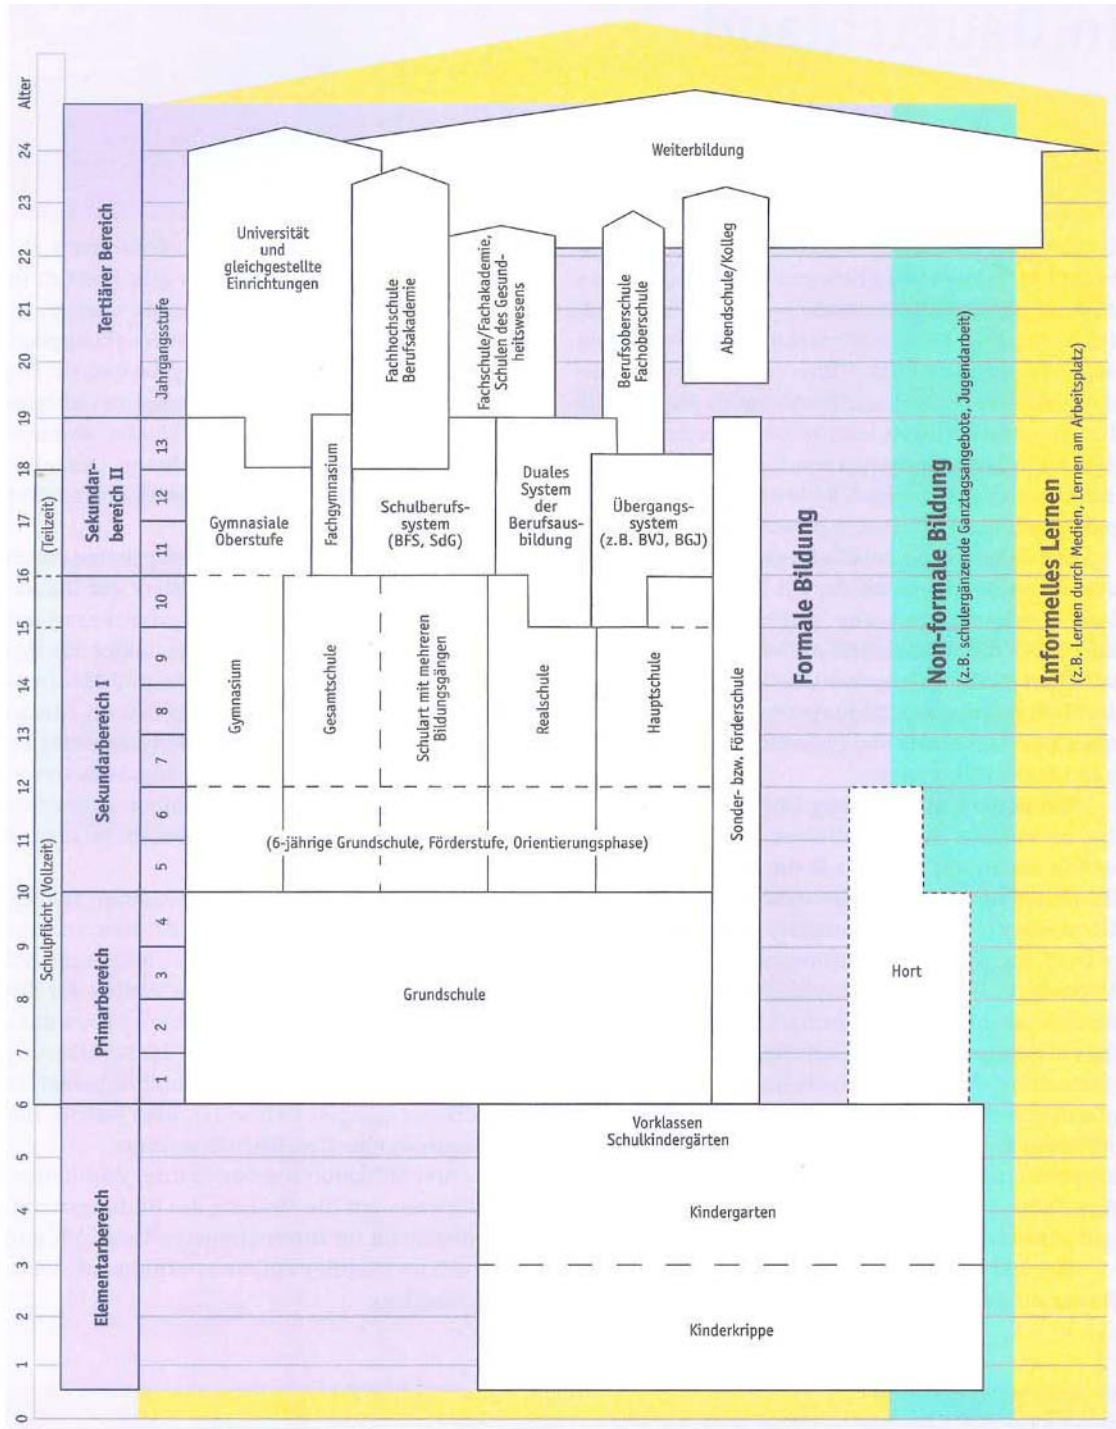 Alter
24
23
22
21
20
19
18
17
16
15
14
13
12
11
10
9
8
7
6
5
4
3
2
1
0
(Teilzeit)
Schulpflicht (Vollzeit)
Tertiärer Bereich
Sekundar-
bereich II
Sekundarbereich I
Primarbereich
Elementarbereich
Jahrgangsstufe
13
12
11
10
9
8
7
6
5
4
3
2
1
Weiterbildung
Universität
und
gleichgestellte
Einrichtungen
Fachhochschule
Berufsakademie
Fachschule/Fachakademie,
Schulen des Gesund-
heitswesens
Berufsoberschule
Fachoberschule
Abendschule/Kolleg
Gymnasiale
Oberstufe
Fachgymnasium
Schulberufs-
system
(BFS, SdG)
Duales
System
der
Berufsaus-
bildung
Übergangs-
system
(z.B. BVJ, BGJ)
Gymnasium
Gesamtschule
Schulart mit mehreren
Bildungsgängen
Realschule
Hauptschule
Sonder- bzw. Förderschule
(6-jährige Grundschule, Förderstufe, Orientierungsphase)
Grundschule
Hort
Vorklassen
Schulkindergärten
Kindergarten
Kinderkrippe
Formale Bildung
Non-formale Bildung
(z.B. schulergänzende Ganztagsangebote, Jugendarbeit)
Informelles Lernen
(z.B. Lernen durch Medien, Lernen am Arbeitsplatz)